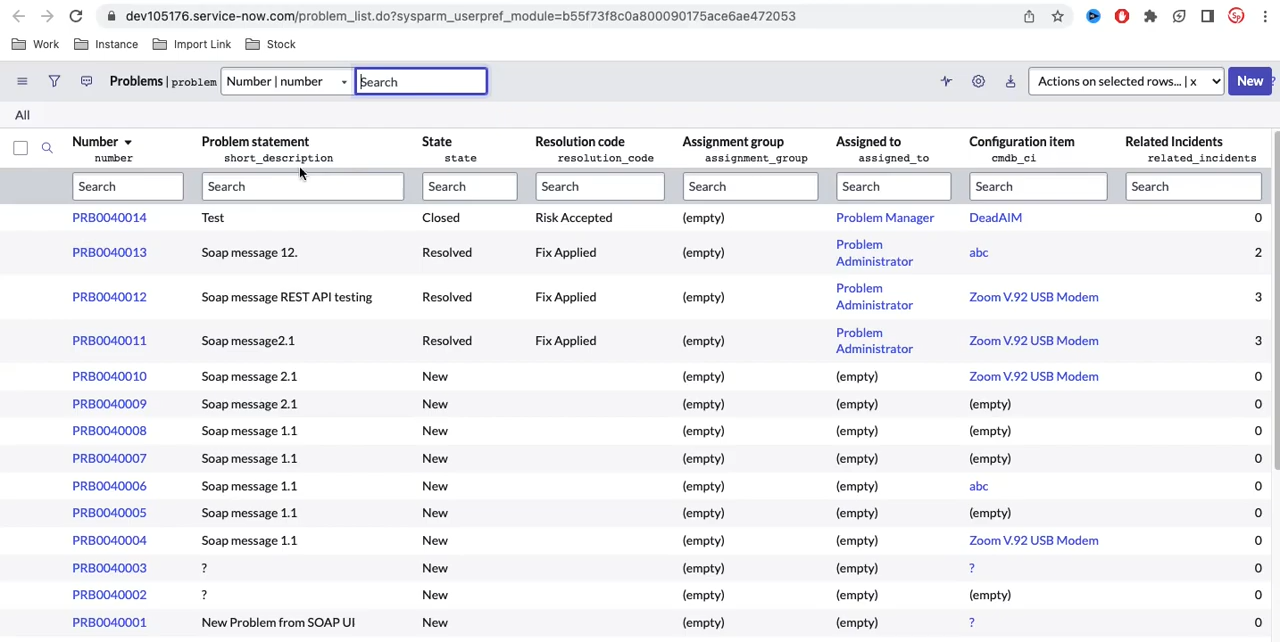 dev105176.service-now.com/problem_list.do?sysparm_userpref_module=b55f73f8c0a800090175ace6ae472053
Sp
Work Instance Import Link Stock
Problems | problem Number | number Search Actions on selected rows... | x New ?
All
Number Problem statement State Resolution code Assignment group Assigned to Configuration item Related Incidents
number short_description state resolution_code assignment_group assigned_to cmdb_ci related_incidents
Search Search Search Search Search Search Search Search
PRB0040014 Test Closed Risk Accepted (empty) Problem Manager DeadAIM 0
PRB0040013 Soap message 12. Resolved Fix Applied (empty) Problem Administrator abc 2
PRB0040012 Soap message REST API testing Resolved Fix Applied (empty) Problem Administrator Zoom V.92 USB Modem 3
PRB0040011 Soap message2.1 Resolved Fix Applied (empty) Problem Administrator Zoom V.92 USB Modem 3
PRB0040010 Soap message 2.1 New (empty) (empty) Zoom V.92 USB Modem 0
PRB0040009 Soap message 2.1 New (empty) (empty) (empty) 0
PRB0040008 Soap message 1.1 New (empty) (empty) (empty) 0
PRB0040007 Soap message 1.1 New (empty) (empty) (empty) 0
PRB0040006 Soap message 1.1 New (empty) (empty) abc 0
PRB0040005 Soap message 1.1 New (empty) (empty) (empty) 0
PRB0040004 Soap message 1.1 New (empty) (empty) Zoom V.92 USB Modem 0
PRB0040003 ? New (empty) (empty) ? 0
PRB0040002 ? New (empty) (empty) (empty) 0
PRB0040001 New Problem from SOAP UI New (empty) (empty) ? 0